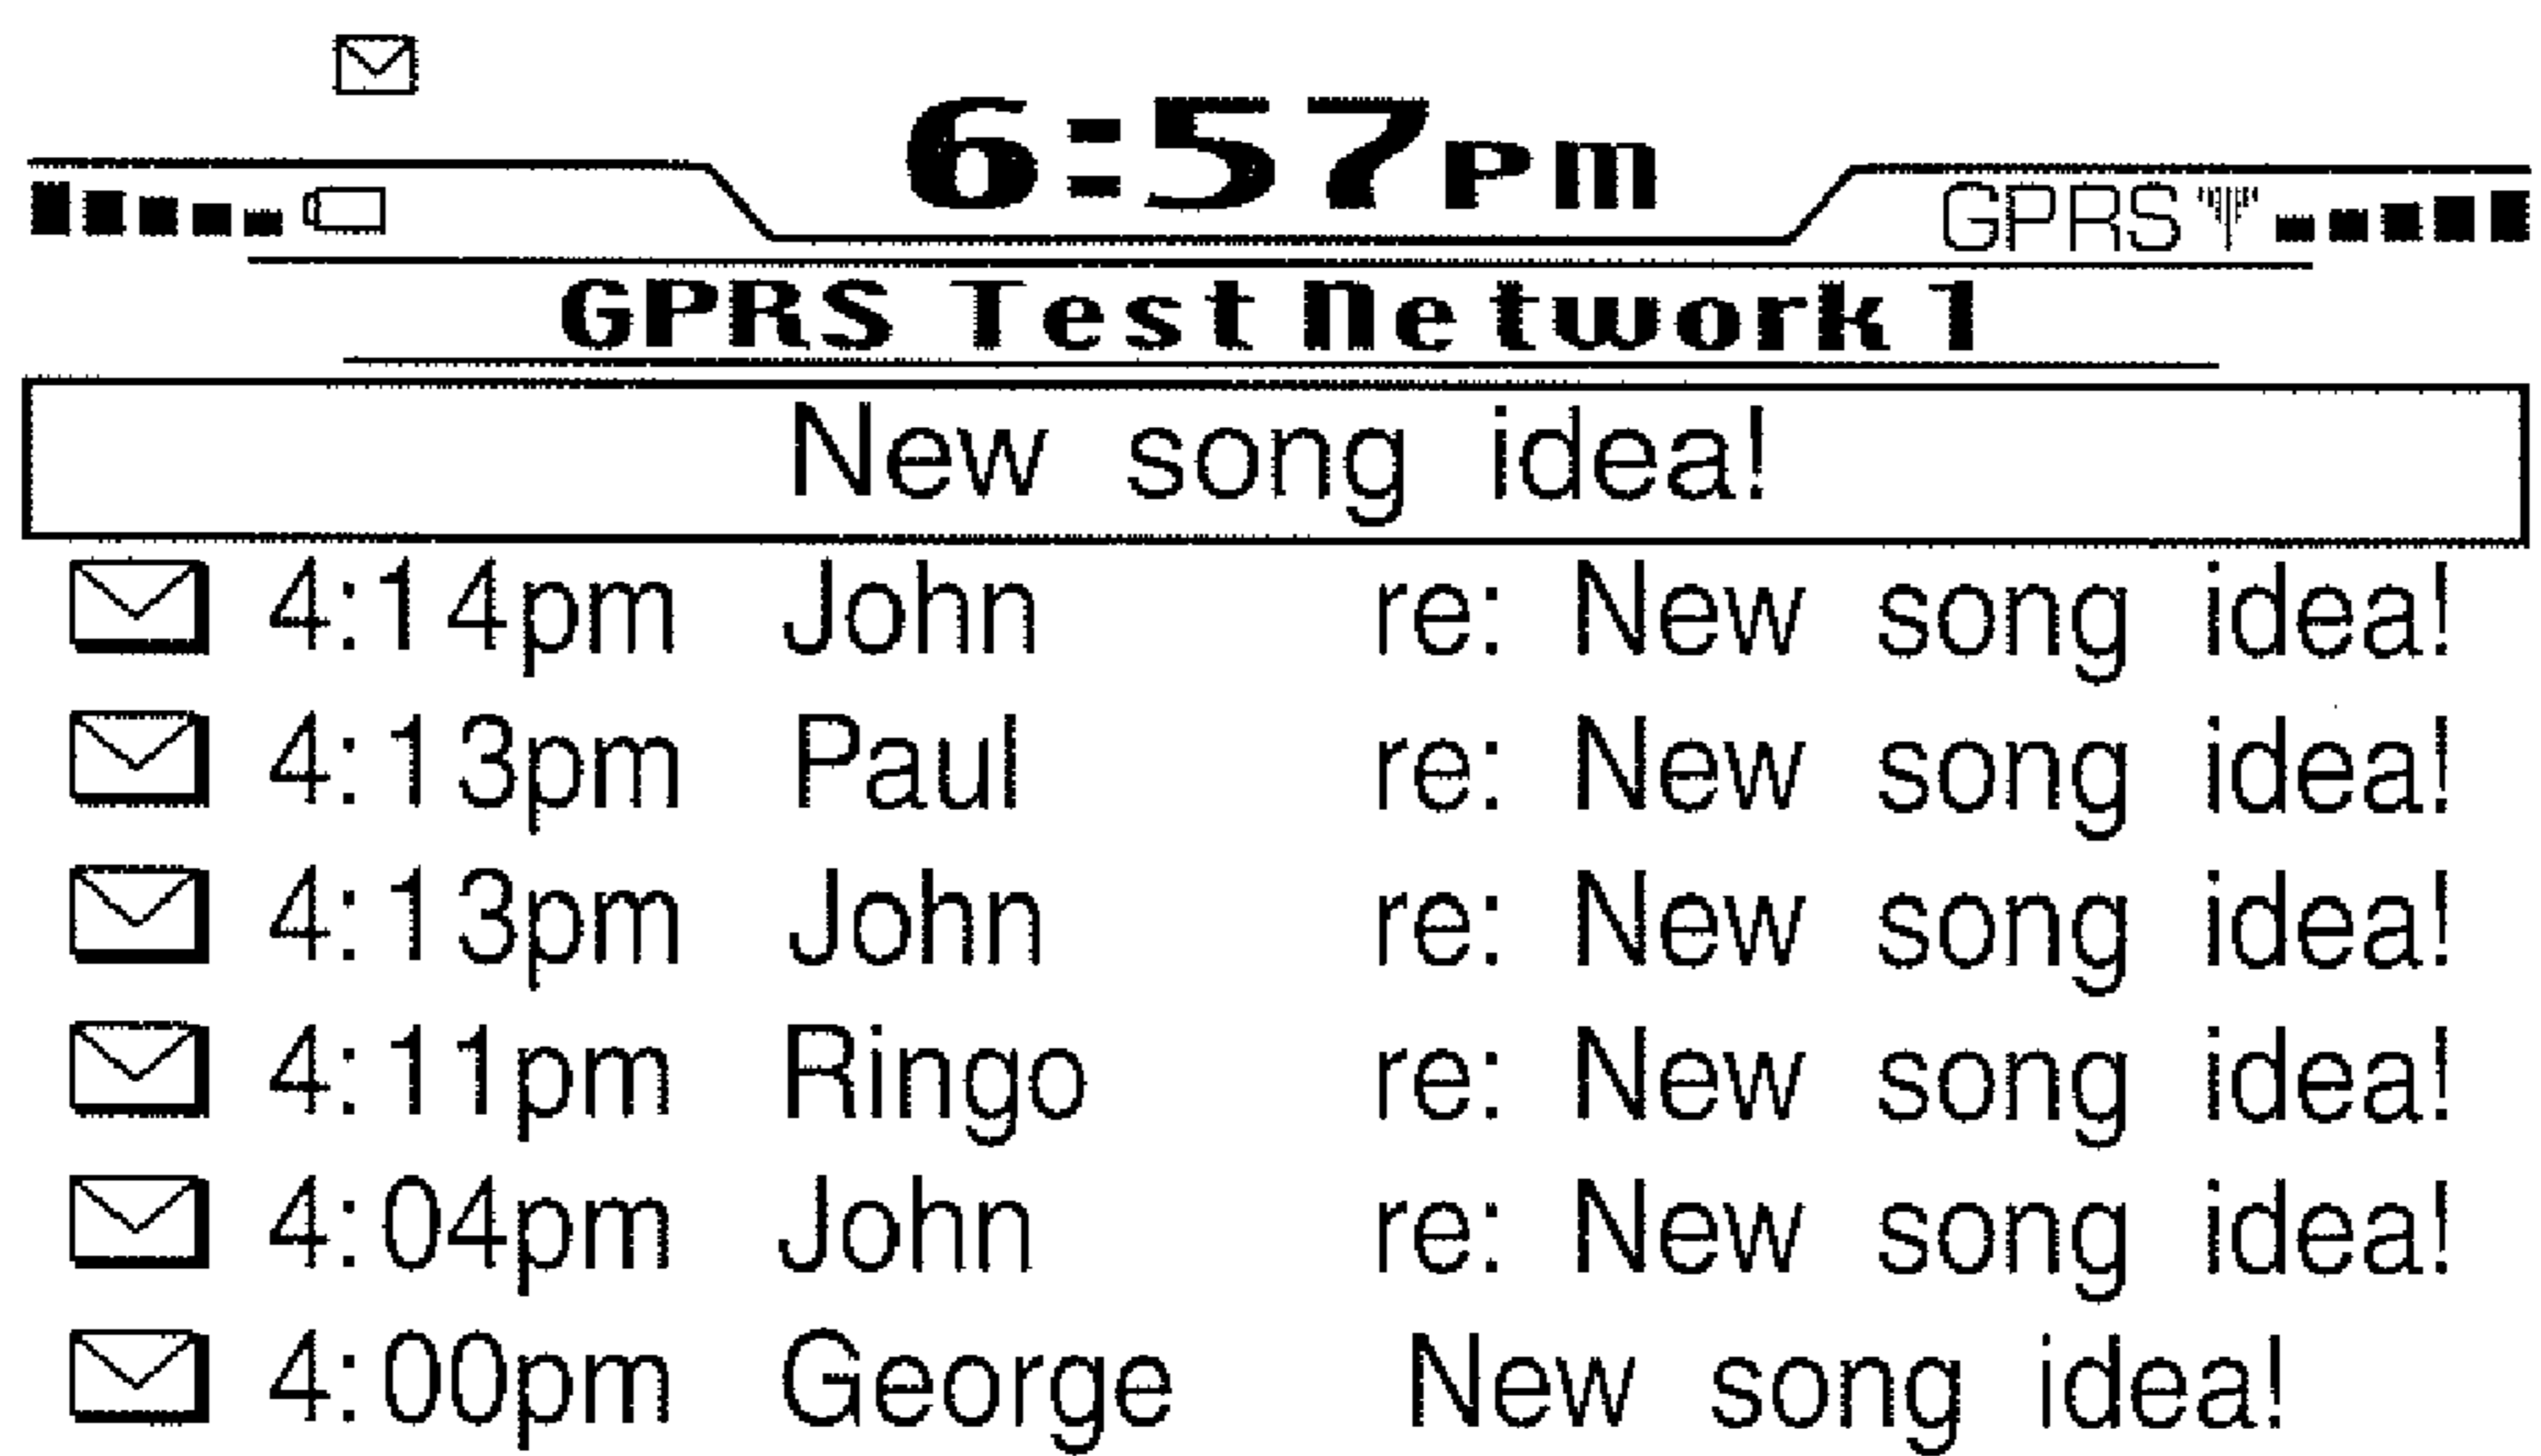 6:57pm
GPRS
GPRS Test Network 1
New song idea!
4:14pm John re: New song idea!
4:13pm Paul re: New song idea!
4:13pm John re: New song idea!
4:11pm Ringo re: New song idea!
4:04pm John re: New song idea!
4:00pm George New song idea!